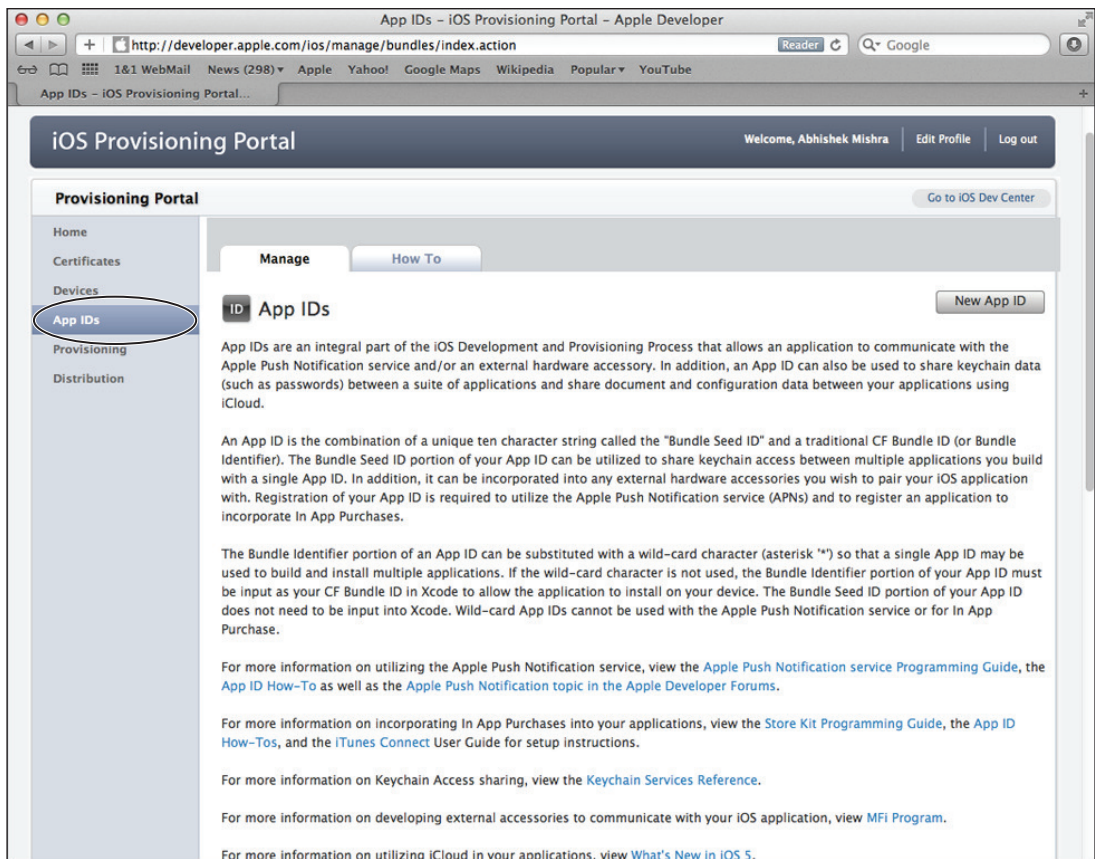 App IDs – iOS Provisioning Portal – Apple Developer
http://developer.apple.com/ios/manage/bundles/index.action
Reader
Google
1&1 WebMail News (298) Apple Yahoo! Google Maps Wikipedia Popular YouTube
App IDs – iOS Provisioning Portal...
iOS Provisioning Portal
Welcome, Abhishek Mishra
Edit Profile
Log out
Provisioning Portal
Go to iOS Dev Center
Home
Certificates
Devices
App IDs
Provisioning
Distribution
Manage
How To
ID
App IDs
New App ID
App IDs are an integral part of the iOS Development and Provisioning Process that allows an application to communicate with the
Apple Push Notification service and/or an external hardware accessory. In addition, an App ID can also be used to share keychain data
(such as passwords) between a suite of applications and share document and configuration data between your applications using
iCloud.
An App ID is the combination of a unique ten character string called the "Bundle Seed ID" and a traditional CF Bundle ID (or Bundle
Identifier). The Bundle Seed ID portion of your App ID can be utilized to share keychain access between multiple applications you build
with a single App ID. In addition, it can be incorporated into any external hardware accessories you wish to pair your iOS application
with. Registration of your App ID is required to utilize the Apple Push Notification service (APNs) and to register an application to
incorporate In App Purchases.
The Bundle Identifier portion of an App ID can be substituted with a wild-card character (asterisk '*') so that a single App ID may be
used to build and install multiple applications. If the wild-card character is not used, the Bundle Identifier portion of your App ID must
be input as your CF Bundle ID in Xcode to allow the application to install on your device. The Bundle Seed ID portion of your App ID
does not need to be input into Xcode. Wild-card App IDs cannot be used with the Apple Push Notification service or for In App
Purchase.
For more information on utilizing the Apple Push Notification service, view the Apple Push Notification service Programming Guide, the
App ID How-To as well as the Apple Push Notification topic in the Apple Developer Forums.
For more information on incorporating In App Purchases into your applications, view the Store Kit Programming Guide, the App ID
How-Tos, and the iTunes Connect User Guide for setup instructions.
For more information on Keychain Access sharing, view the Keychain Services Reference.
For more information on developing external accessories to communicate with your iOS application, view MFi Program.
For more information on utilizing iCloud in your applications, view What's New in iOS 5.